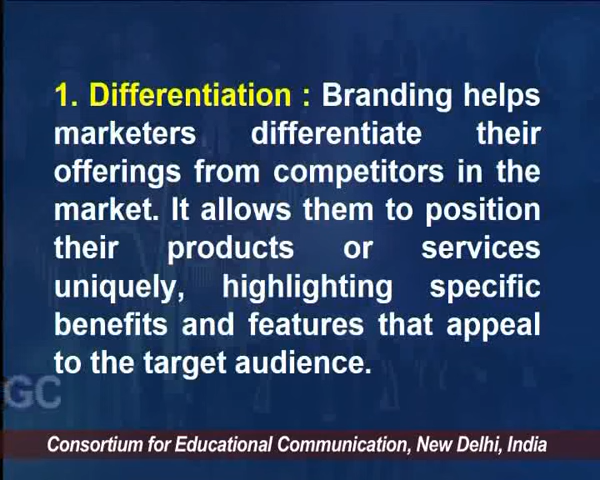 1. Differentiation : Branding helps
marketers differentiate their
offerings from competitors in the
market. It allows them to position
their products or services
uniquely, highlighting specific
benefits and features that appeal
to the target audience.
GC
Consortium for Educational Communication, New Delhi, India